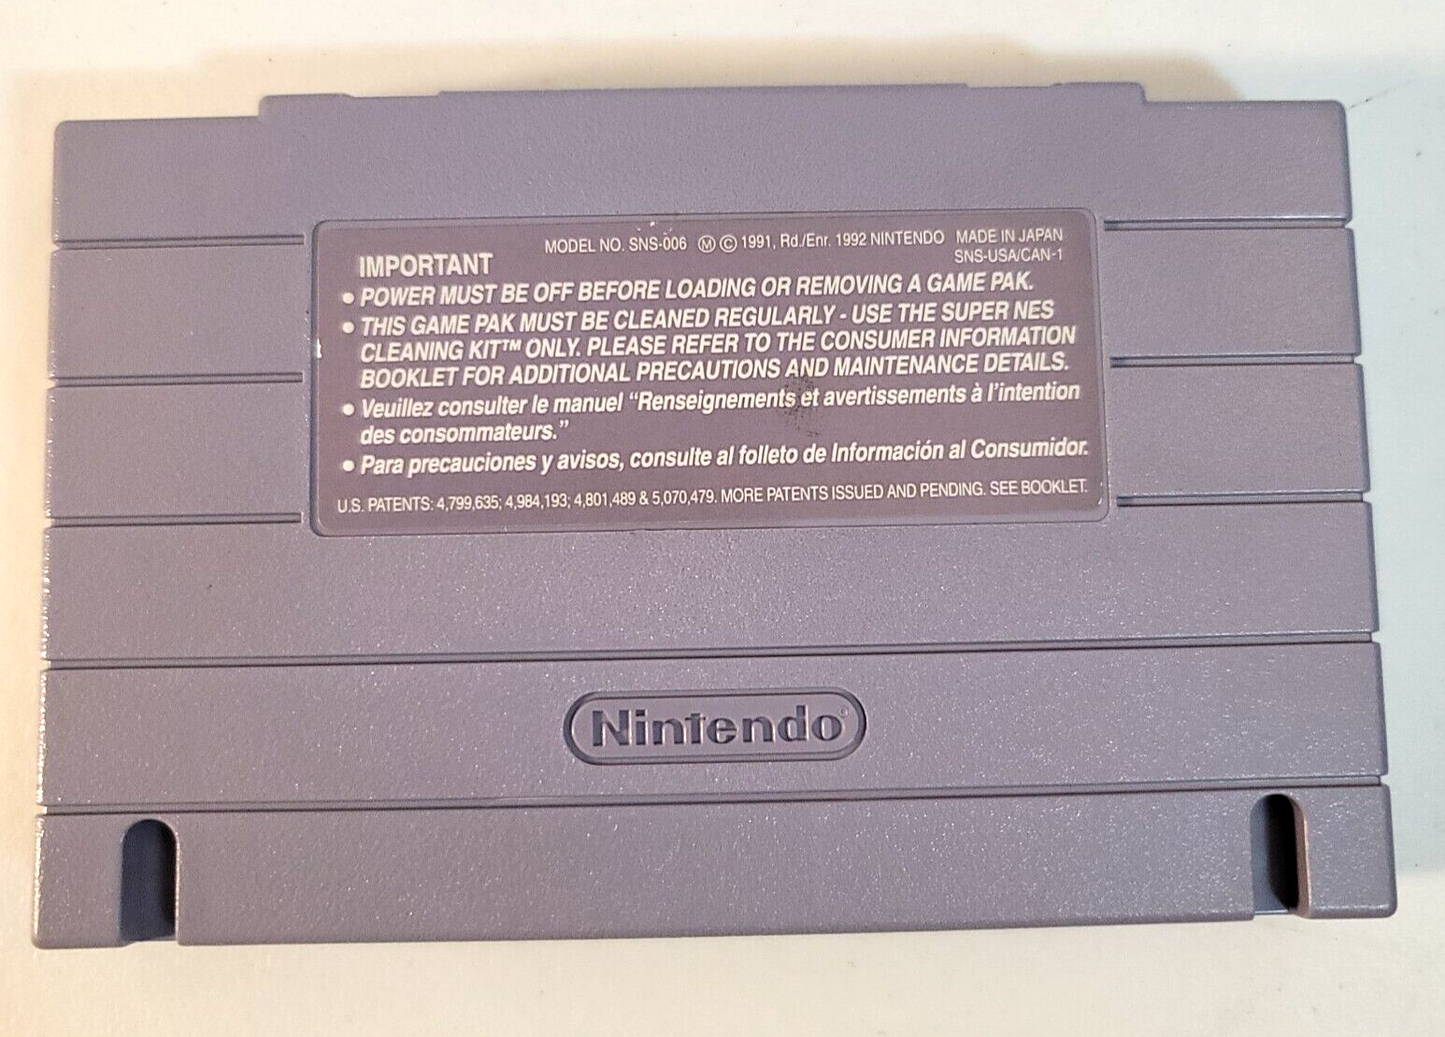 MODEL NO. SNS-006 Ⓜ © 1991, Rd./Enr. 1992 NINTENDO MADE IN JAPAN
SNS-USA/CAN-1
IMPORTANT
• POWER MUST BE OFF BEFORE LOADING OR REMOVING A GAME PAK.
• THIS GAME PAK MUST BE CLEANED REGULARLY - USE THE SUPER NES
CLEANING KIT™ ONLY. PLEASE REFER TO THE CONSUMER INFORMATION
BOOKLET FOR ADDITIONAL PRECAUTIONS AND MAINTENANCE DETAILS.
• Veuillez consulter le manuel “Renseignements et avertissements à l’intention
des consommateurs.”
• Para precauciones y avisos, consulte al folleto de Información al Consumidor.
U.S. PATENTS: 4,799,635; 4,984,193; 4,801,489 & 5,070,479. MORE PATENTS ISSUED AND PENDING. SEE BOOKLET.
Nintendo®